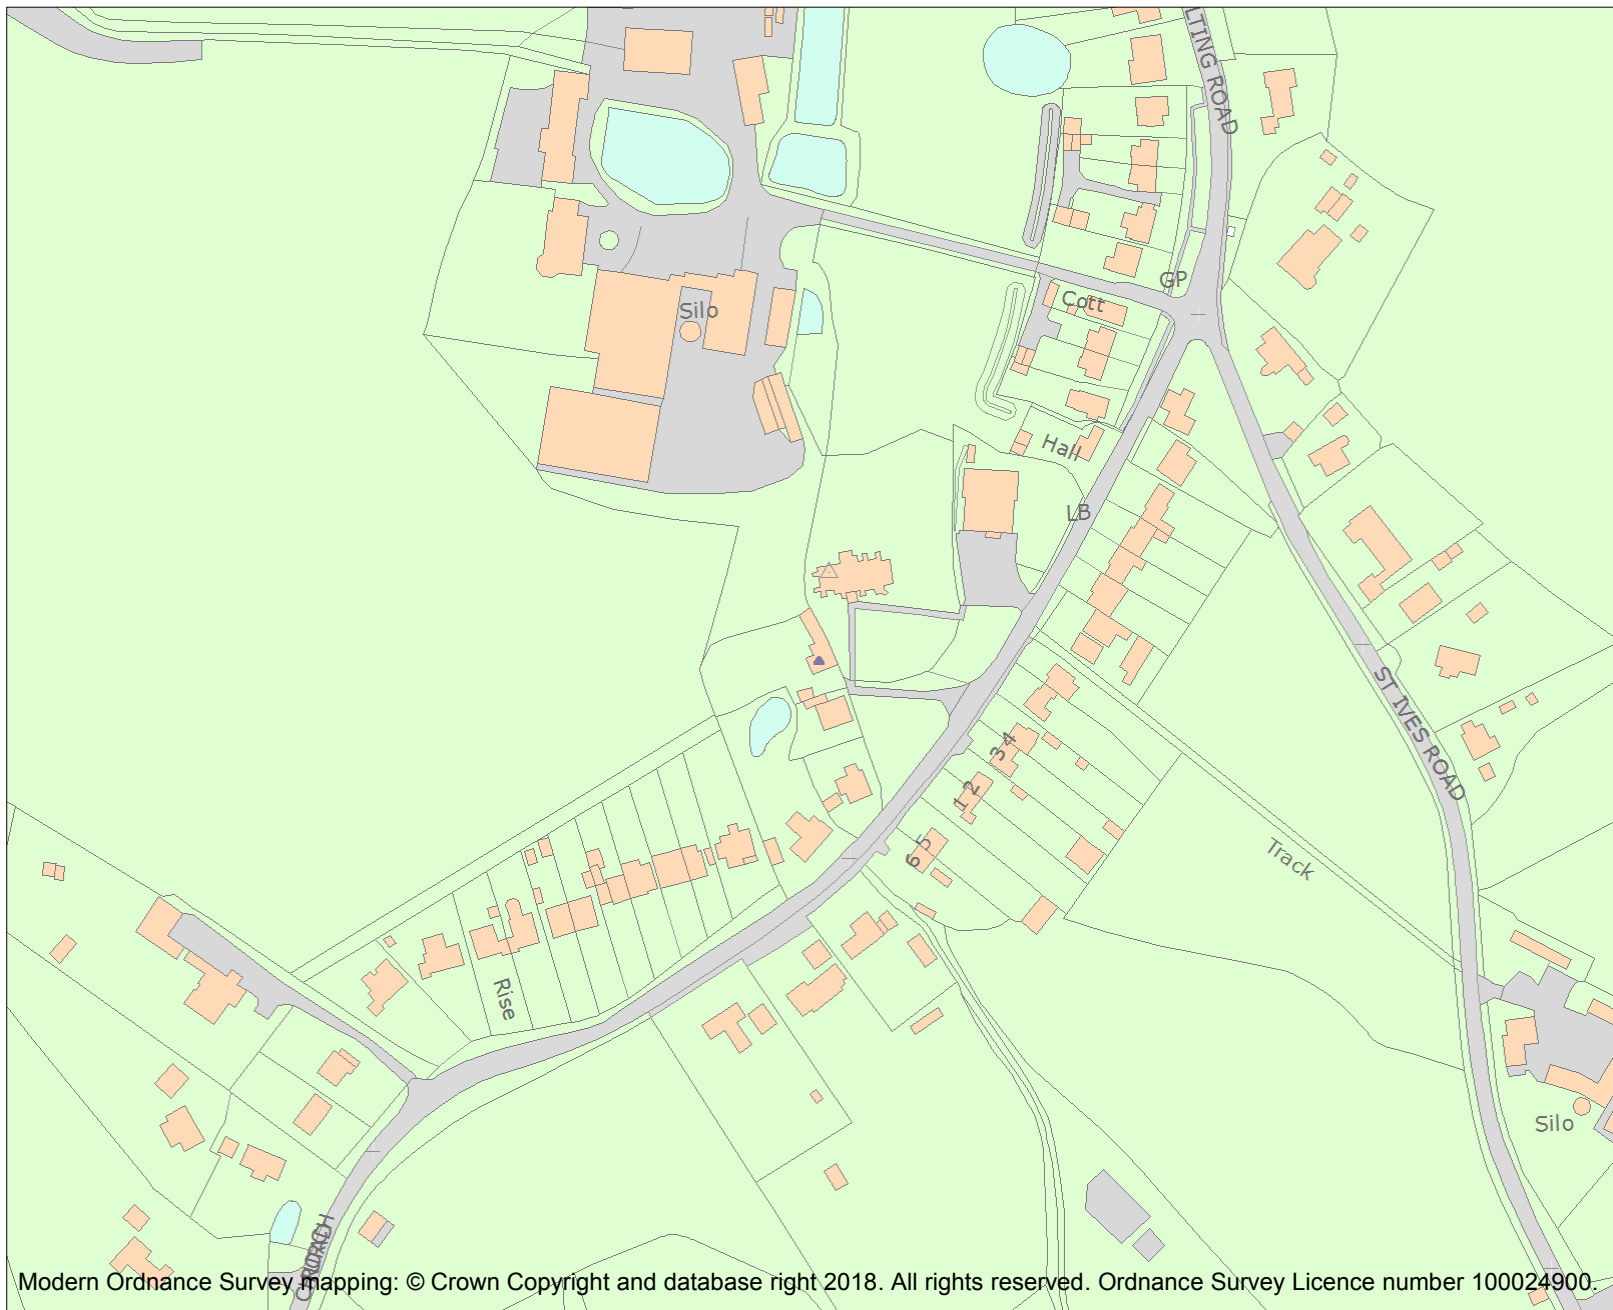 LTING ROAD
GP
Cott
Silo
Hall
LB
ST IVES ROAD
3 4
1 2
6 5
Track
Rise
Silo
Modern Ordnance Survey mapping: © Crown Copyright and database right 2018. All rights reserved. Ordnance Survey Licence number 100024900.